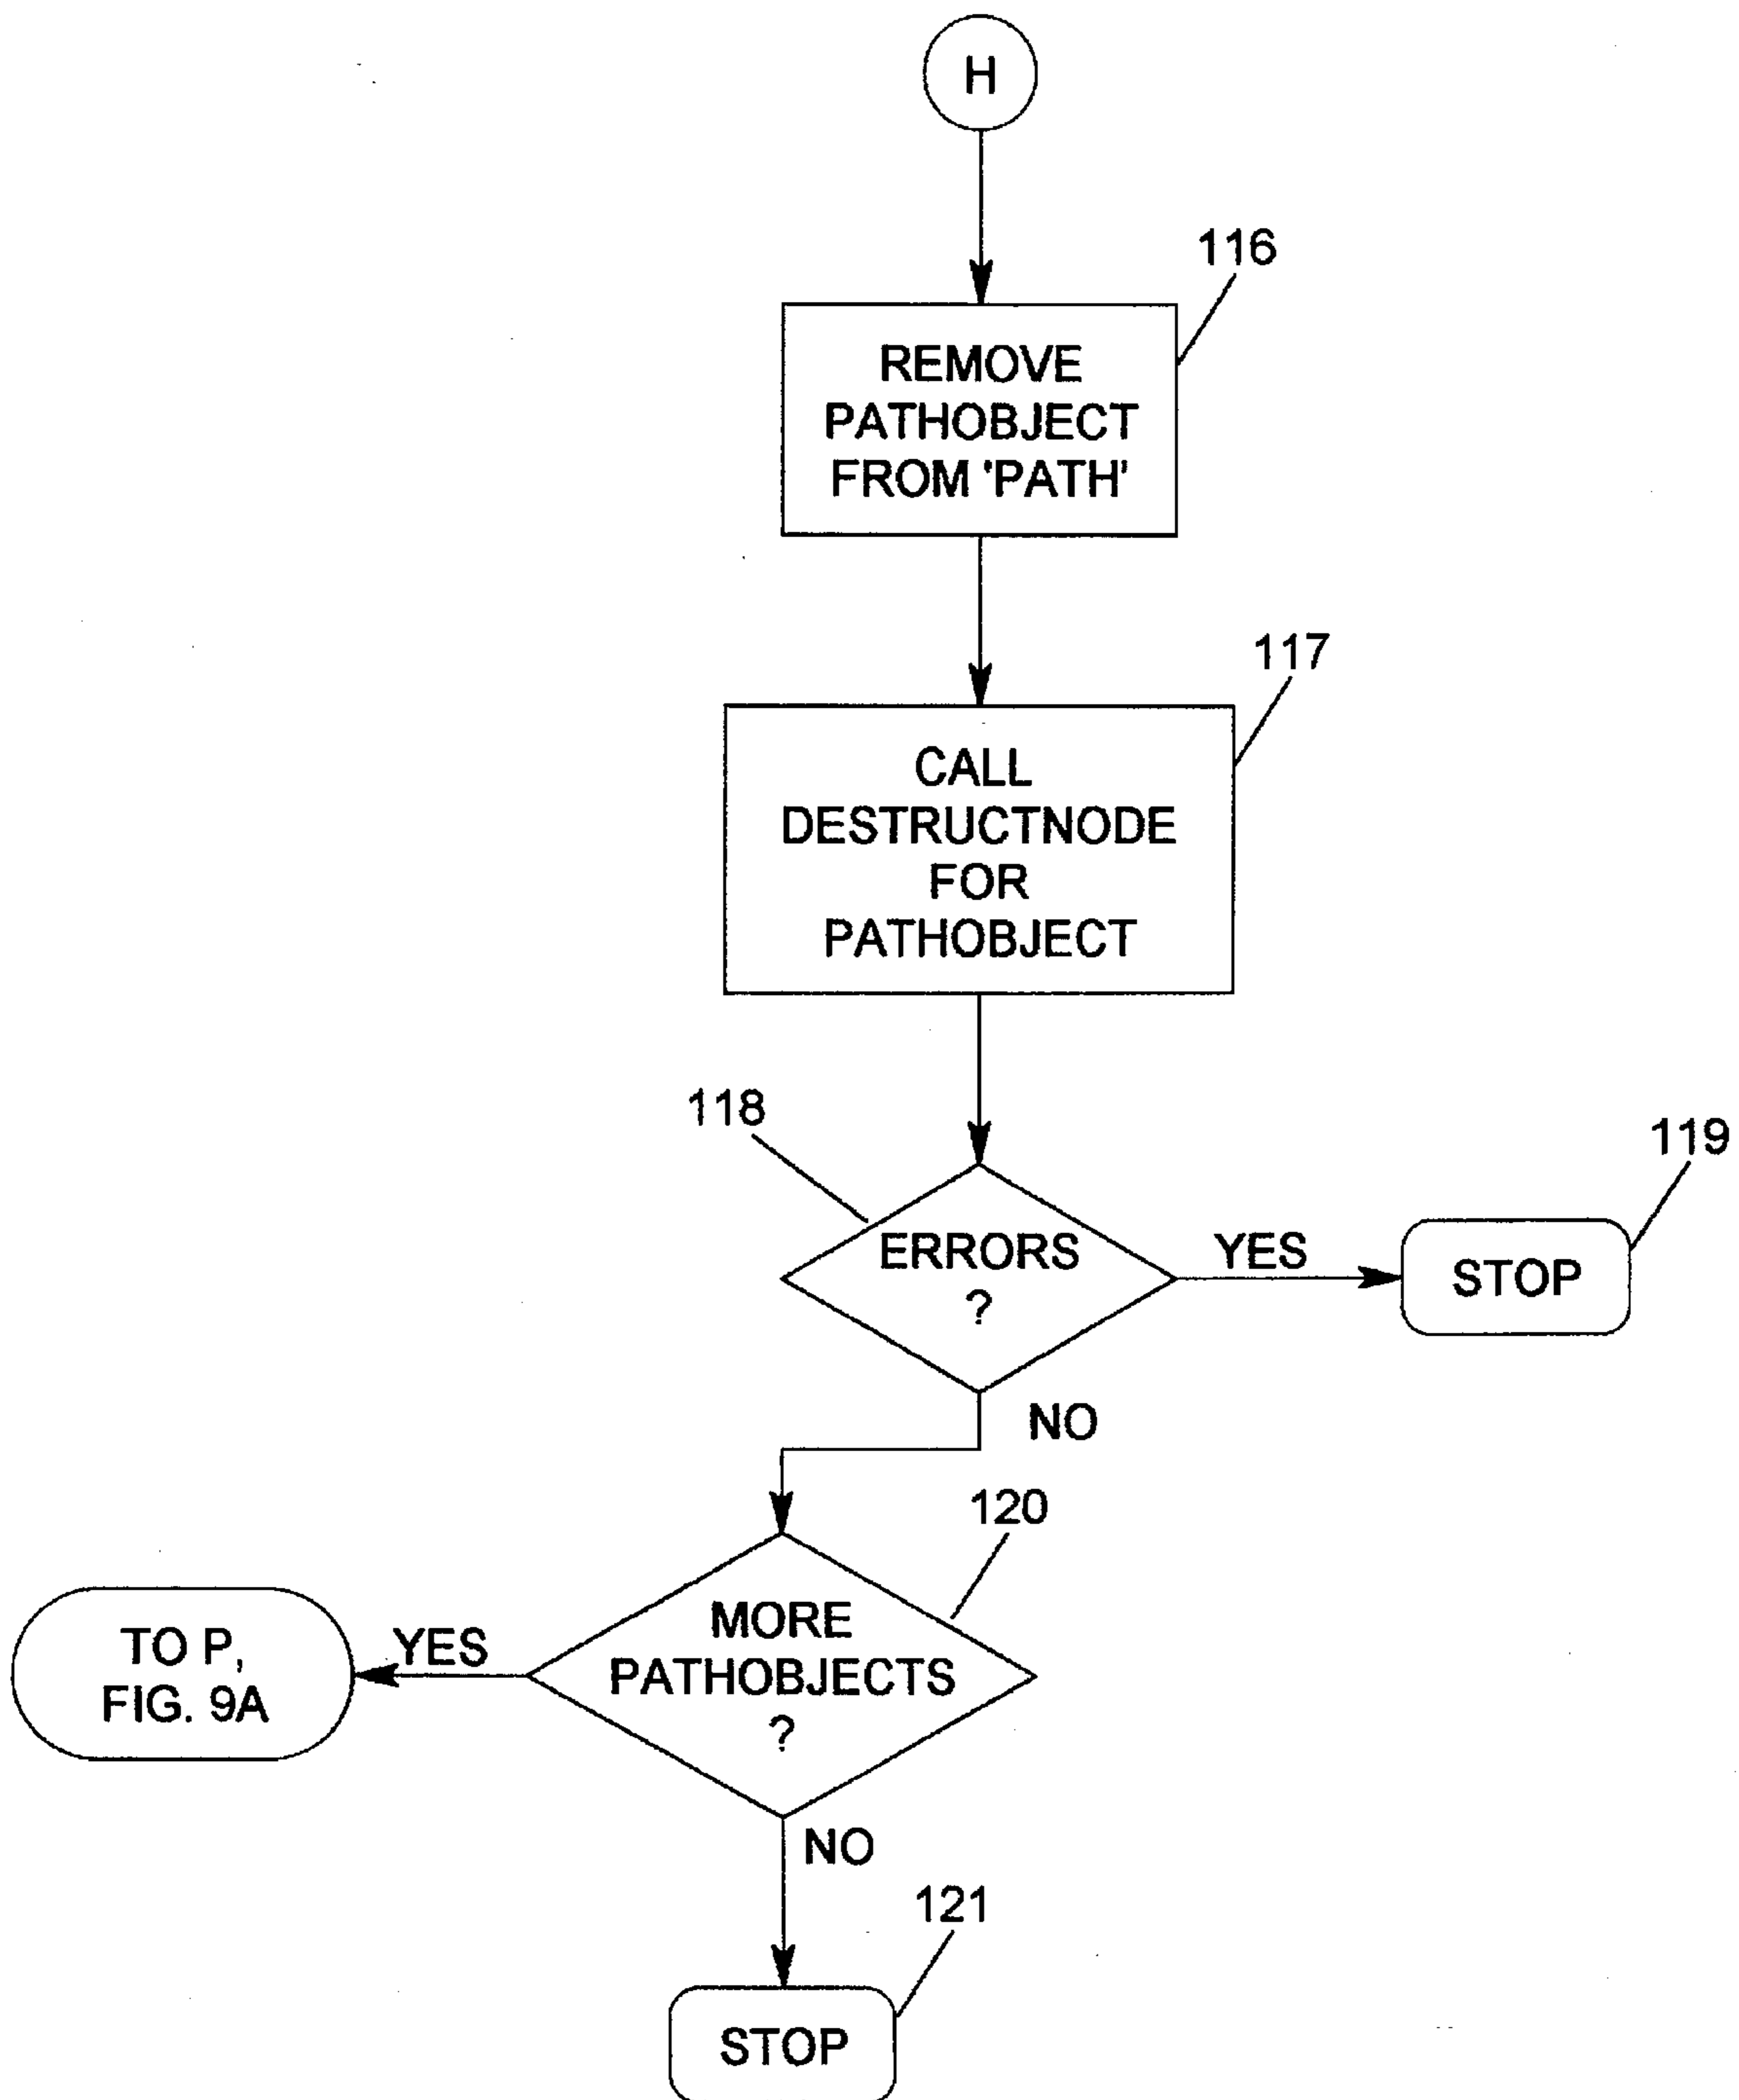 H
116
REMOVE
PATHOBJECT
FROM 'PATH'
117
CALL
DESTRUCTNODE
FOR
PATHOBJECT
118
ERRORS
?
YES
119
STOP
NO
120
MORE
PATHOBJECTS
?
YES
TO P,
FIG. 9A
NO
121
STOP